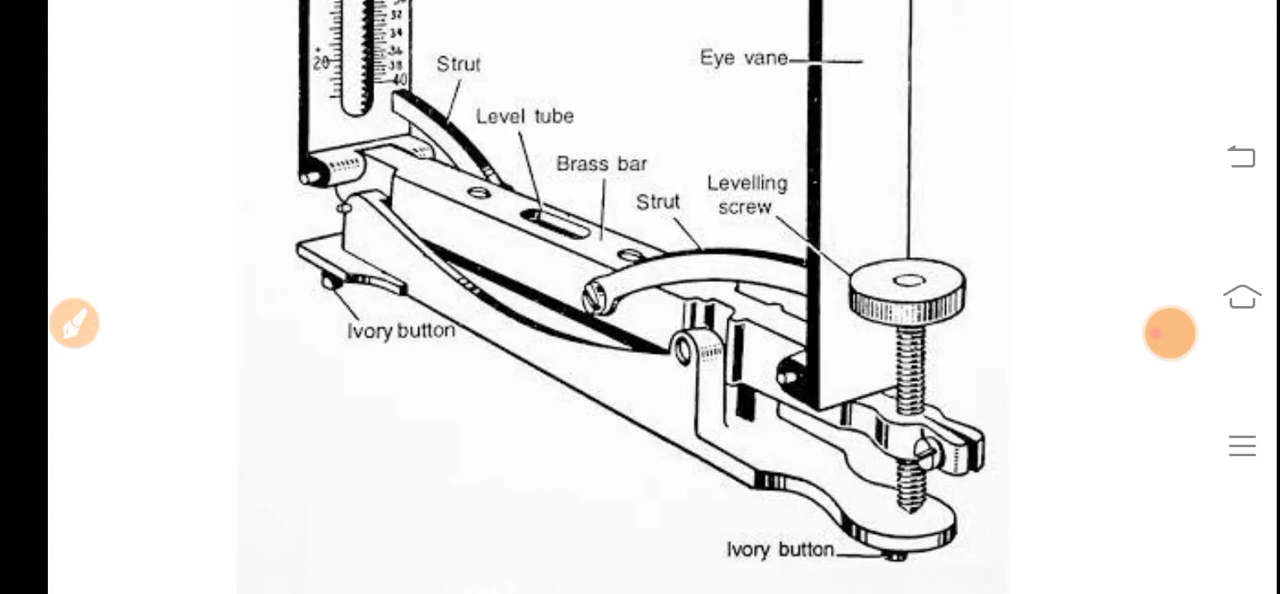 32
34
36
20
38
40
Strut
Eye vane
Level tube
Brass bar
Levelling
screw
Strut
Ivory button
Ivory button